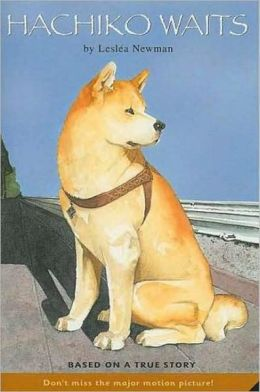 HACHIKO WAITS
by Lesléa Newman
BASED ON A TRUE STORY
Don't miss the major motion picture!